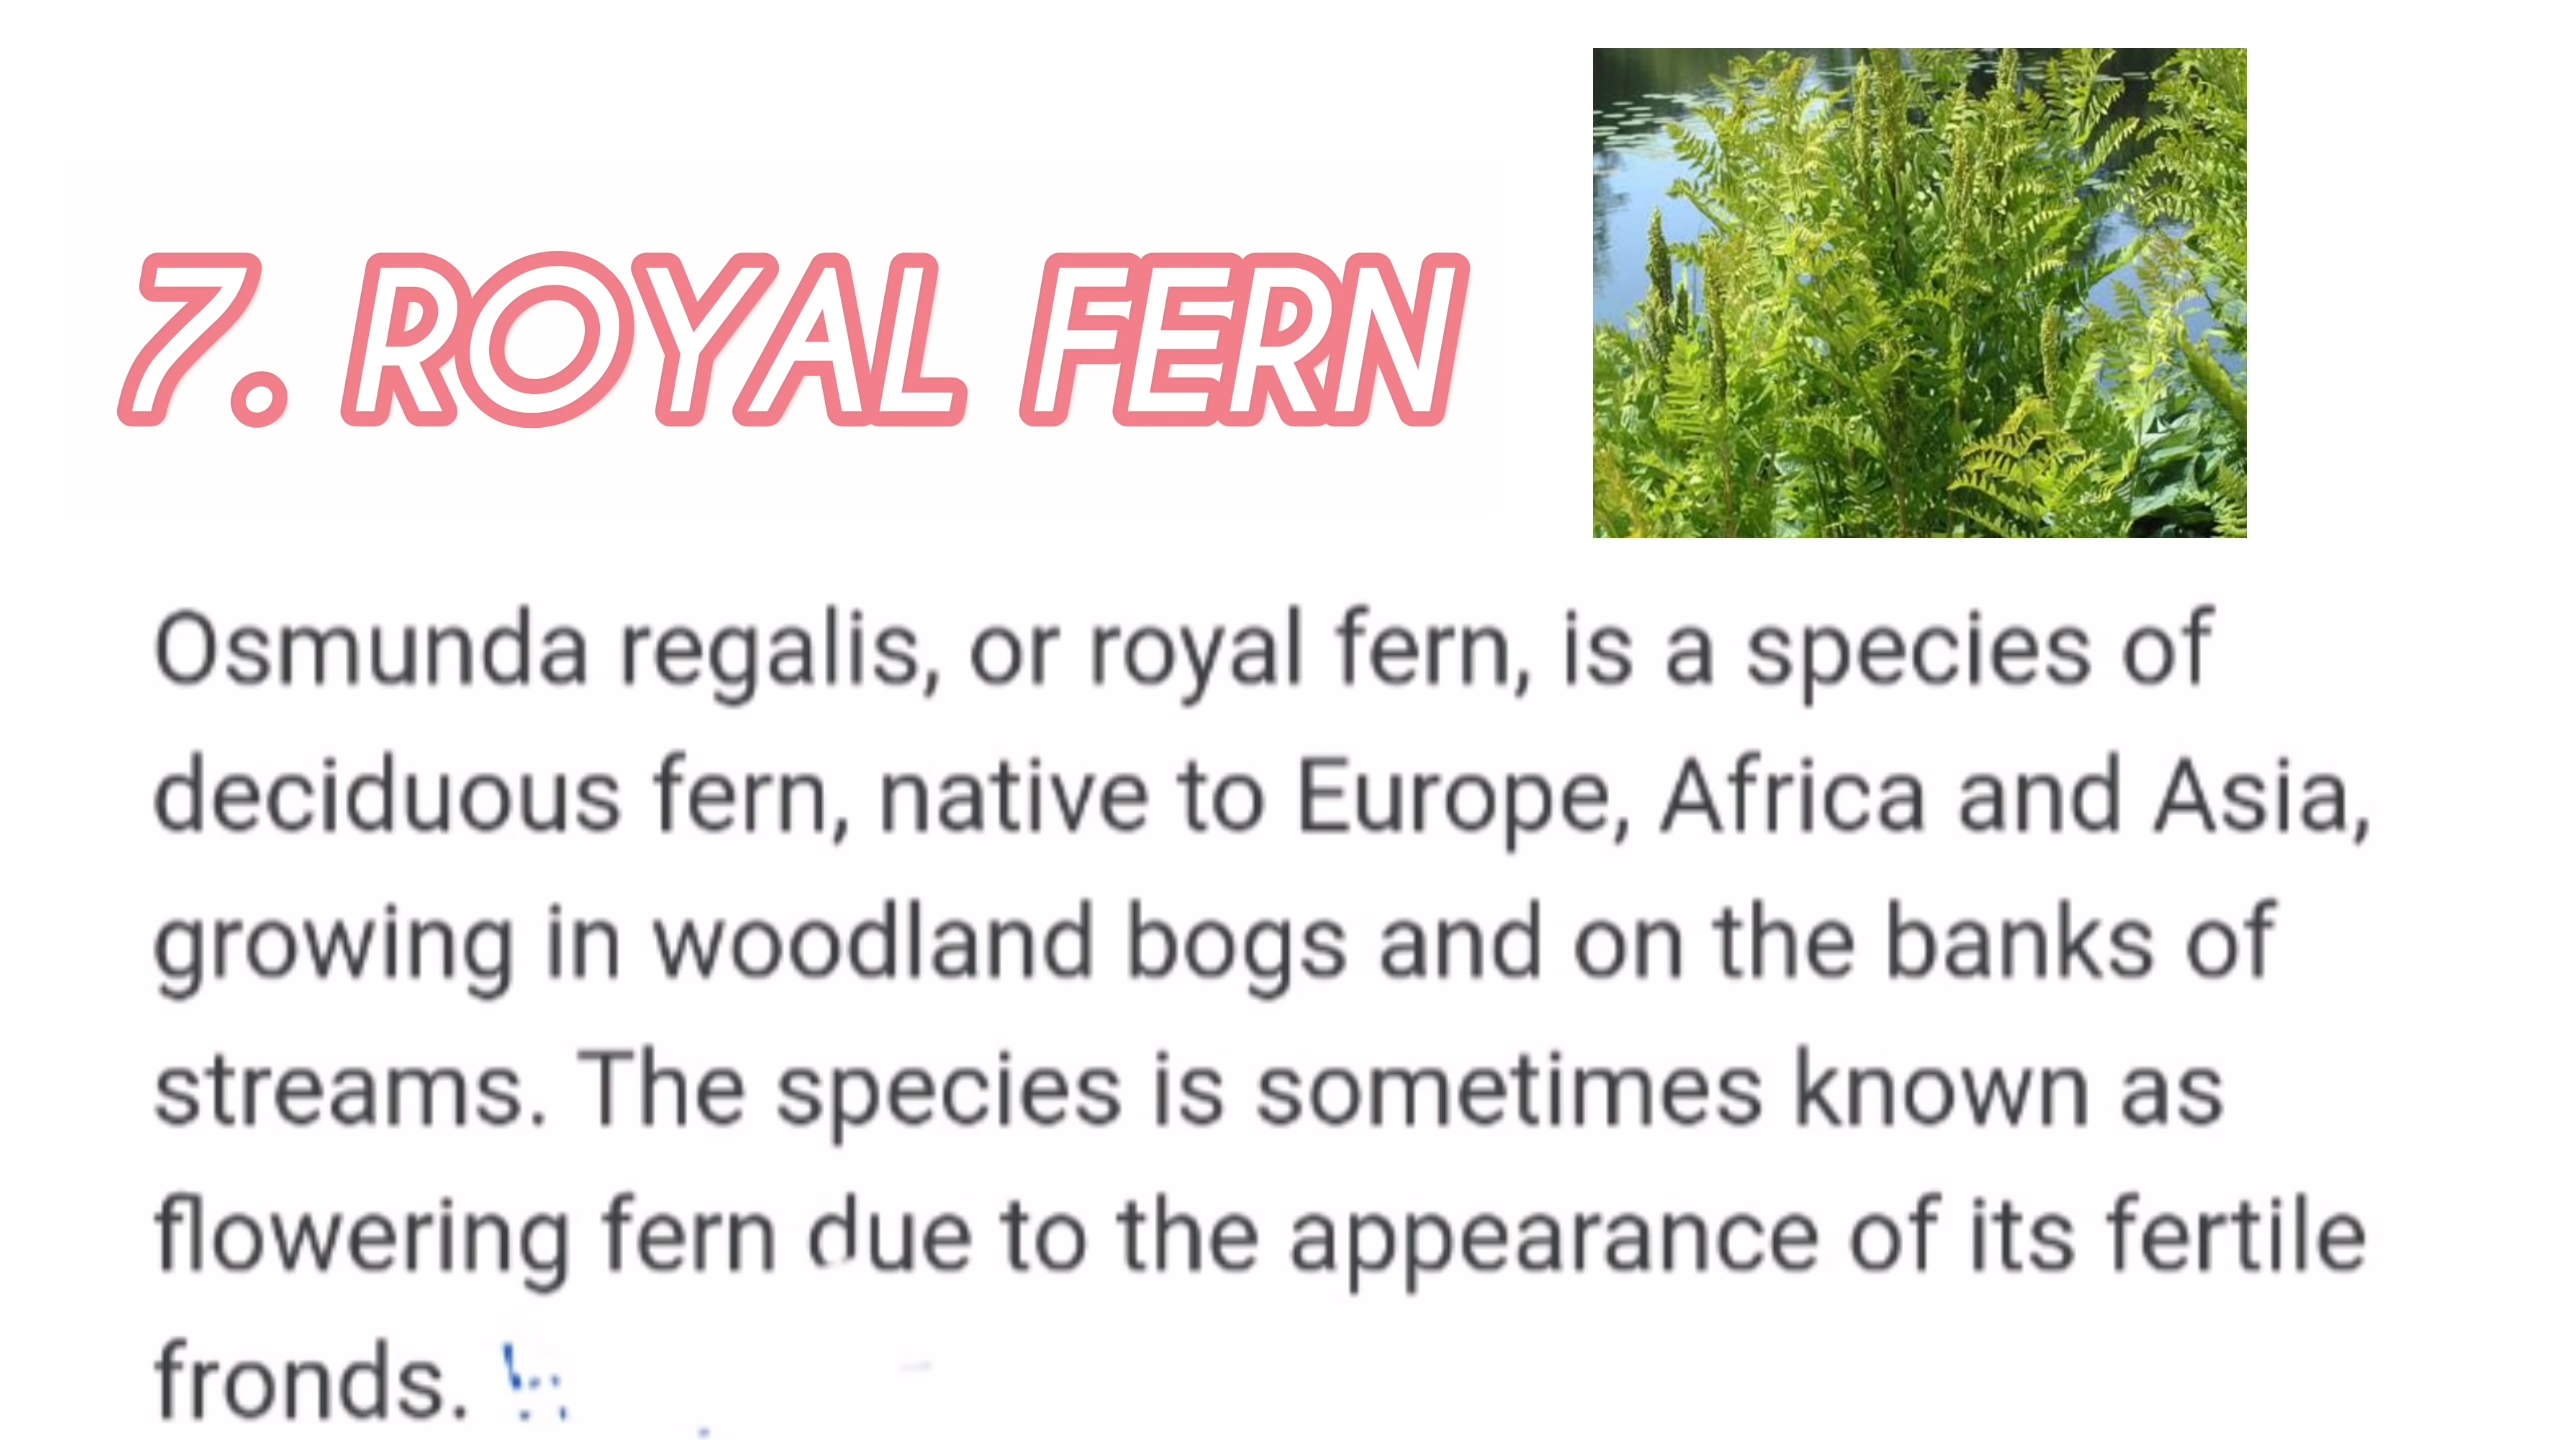 7. ROYAL FERN
Osmunda regalis, or royal fern, is a species of
deciduous fern, native to Europe, Africa and Asia,
growing in woodland bogs and on the banks of
streams. The species is sometimes known as
flowering fern due to the appearance of its fertile
fronds.